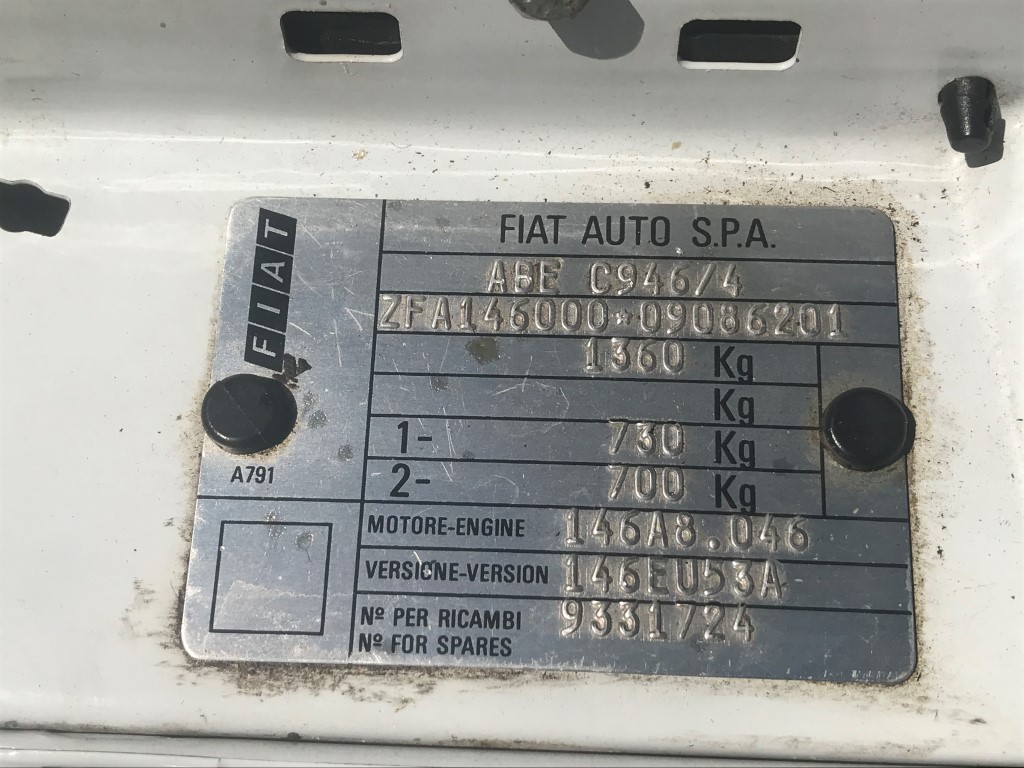 FIAT
FIAT AUTO S.P.A.
ABE C946/4
ZFA146000*09086201
1360 Kg
Kg
1- 730 Kg
2- 700 Kg
A791
MOTORE-ENGINE 146A8.046
VERSIONE-VERSION 146EU53A
Nº PER RICAMBI 9331724
Nº FOR SPARES